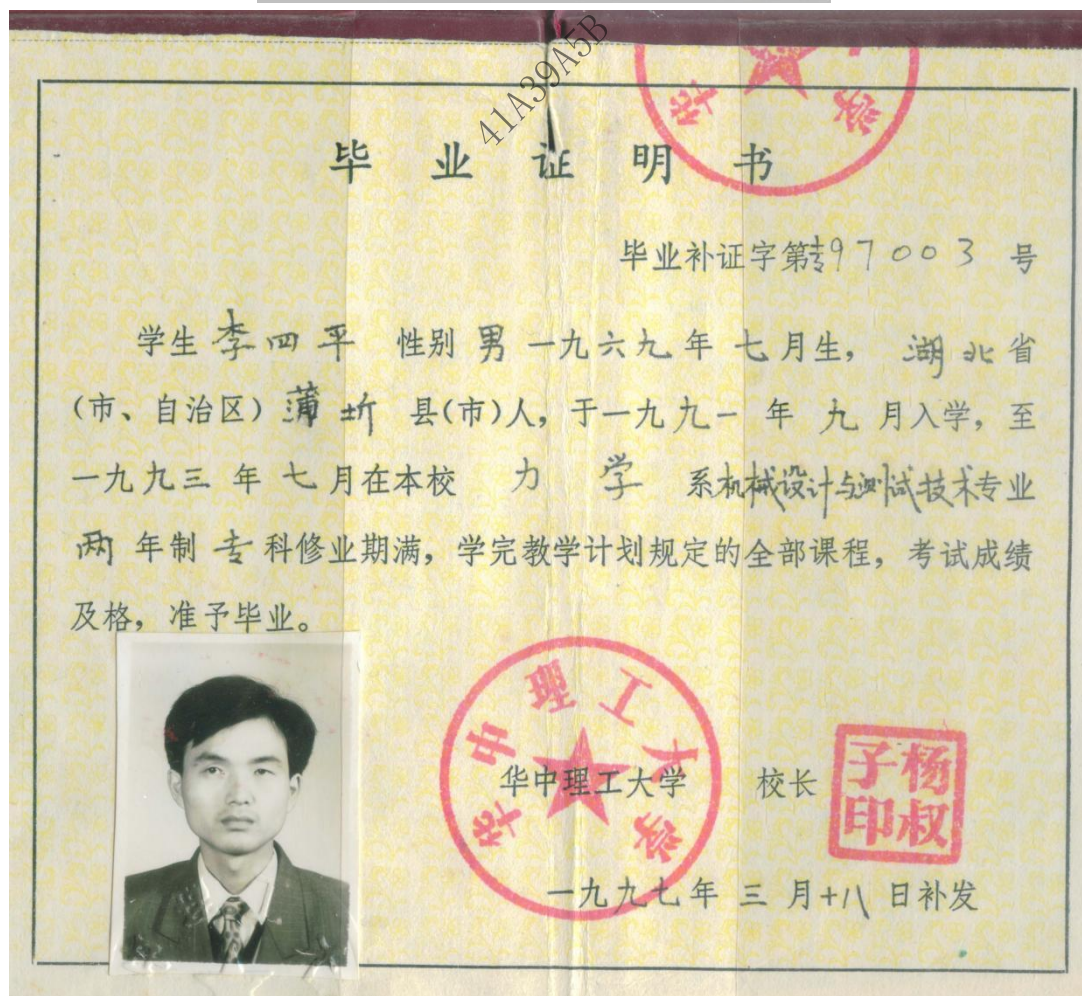 41A39A5B
华 学
毕业证明书
毕业补证字第专97003号
学生 李四平 性别 男 一九六九年 七月生, 湖北省
(市、自治区) 蒲圻 县(市)人, 于一九九一 年 九 月入学, 至
一九九三 年 七月在本校 力 学 系机械设计与测试技术专业
两 年制 专 科修业期满, 学完教学计划规定的全部课程, 考试成绩
及格, 准予毕业。
华中理工大学
华中理工大学 校长
杨叔子印
一九九七年 三 月十八日补发